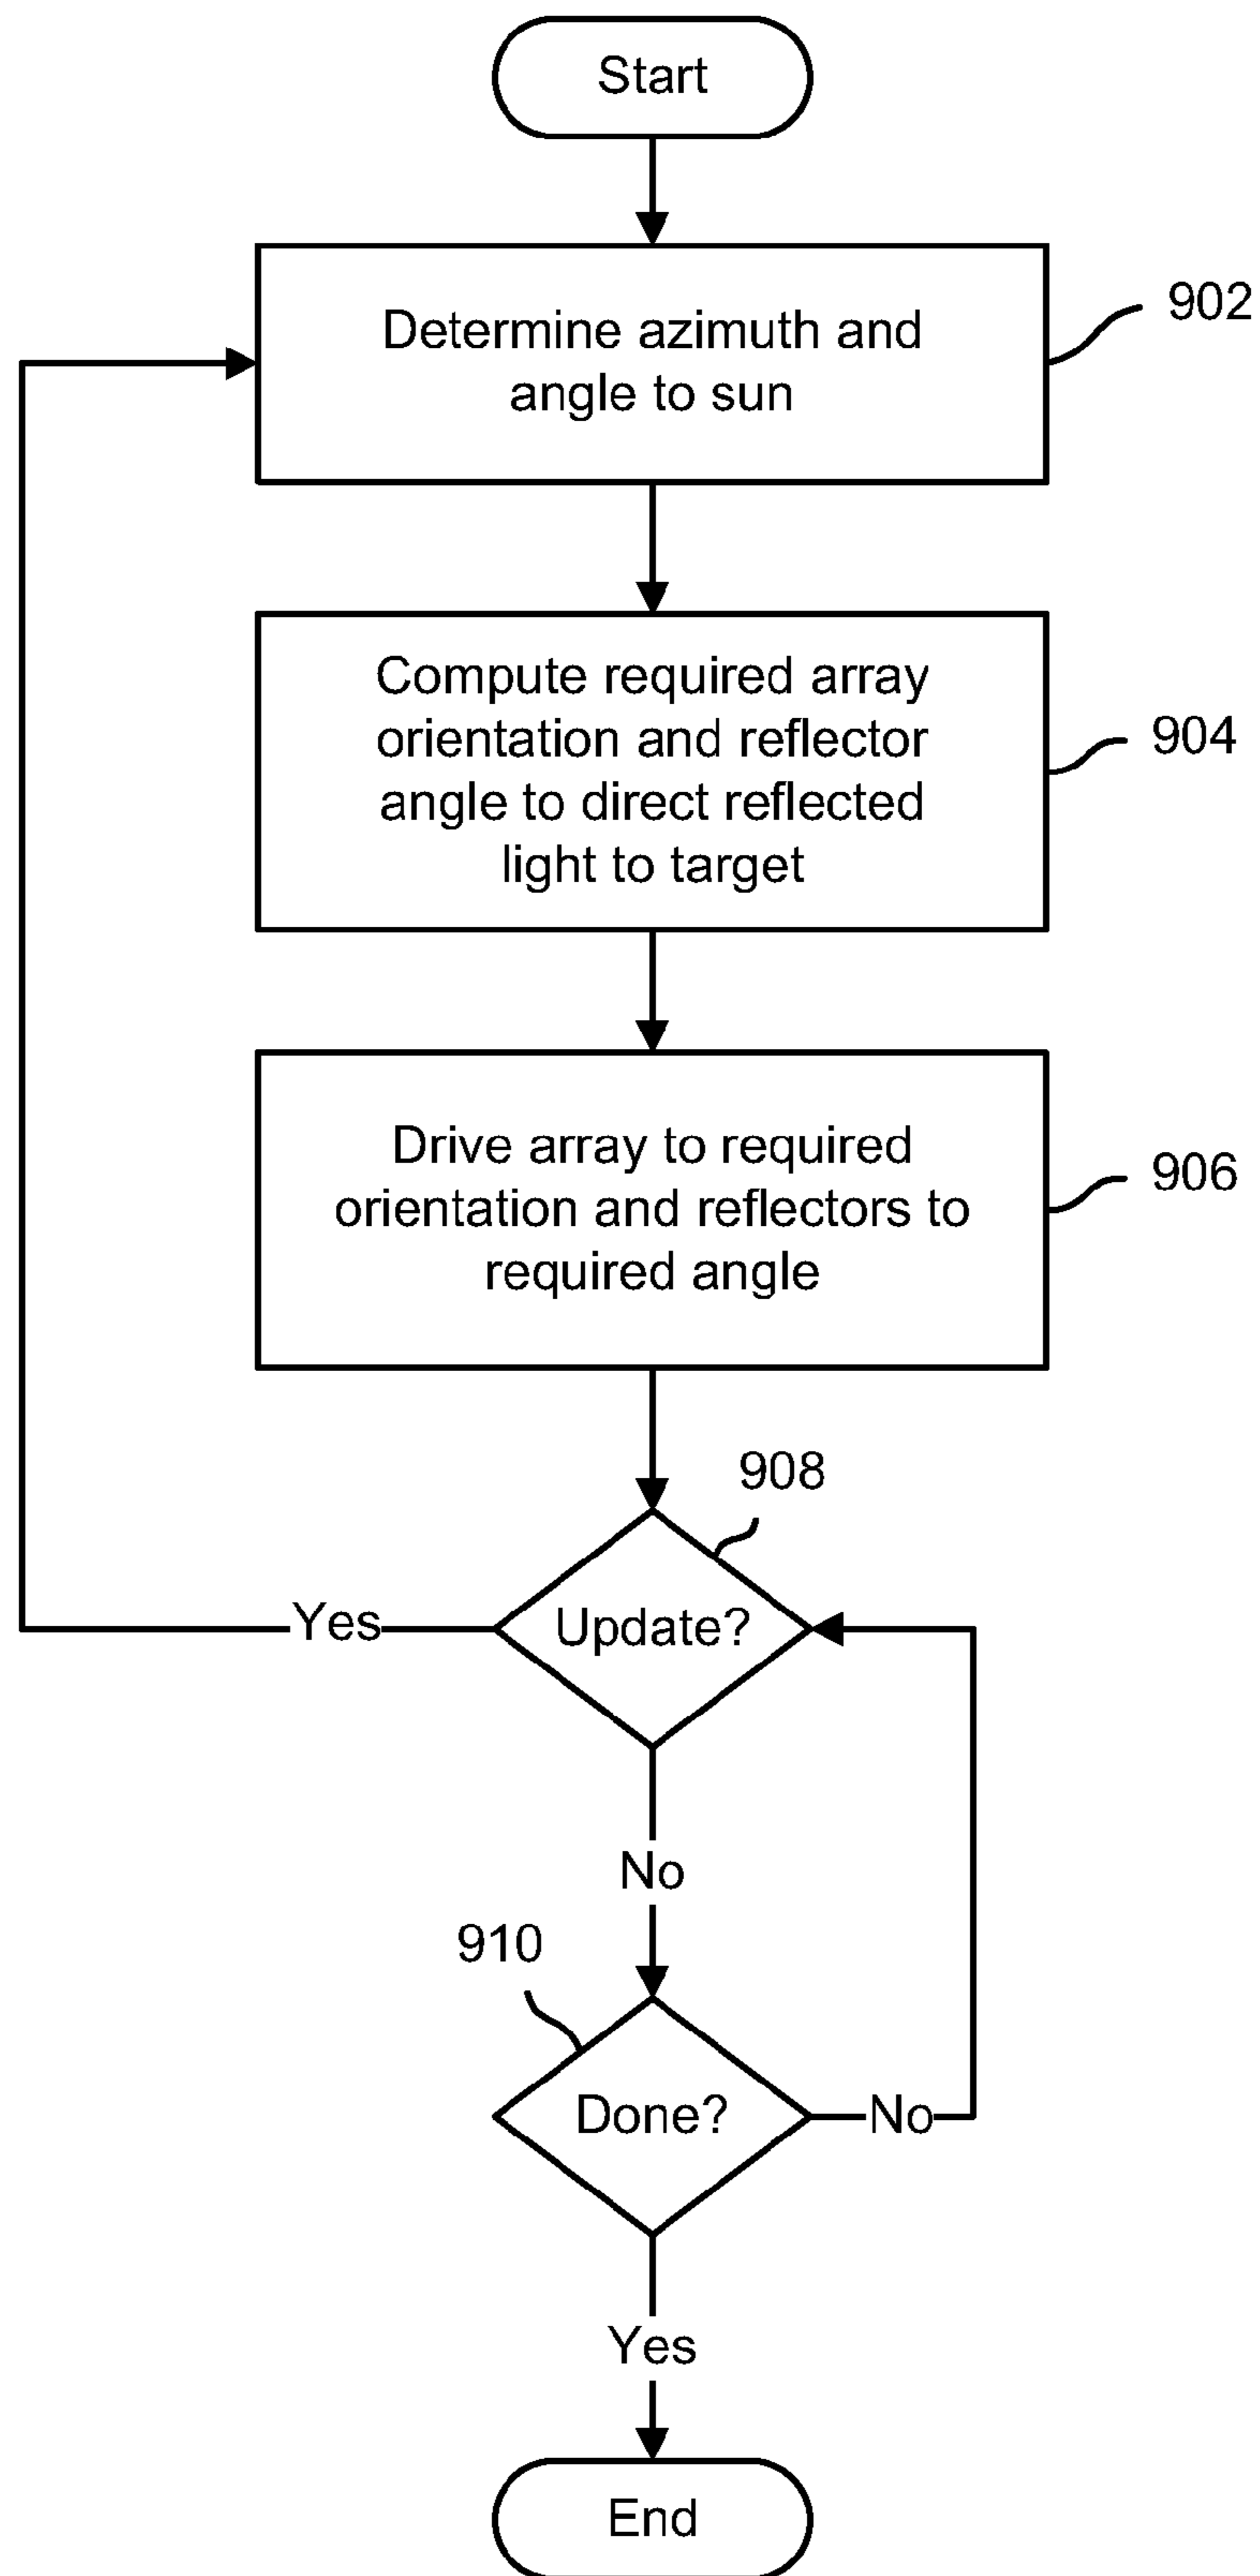 Start
Determine azimuth and
angle to sun
902
Compute required array
orientation and reflector
angle to direct reflected
light to target
904
Drive array to required
orientation and reflectors to
required angle
906
908
Update?
Yes
No
910
Done?
No
Yes
End